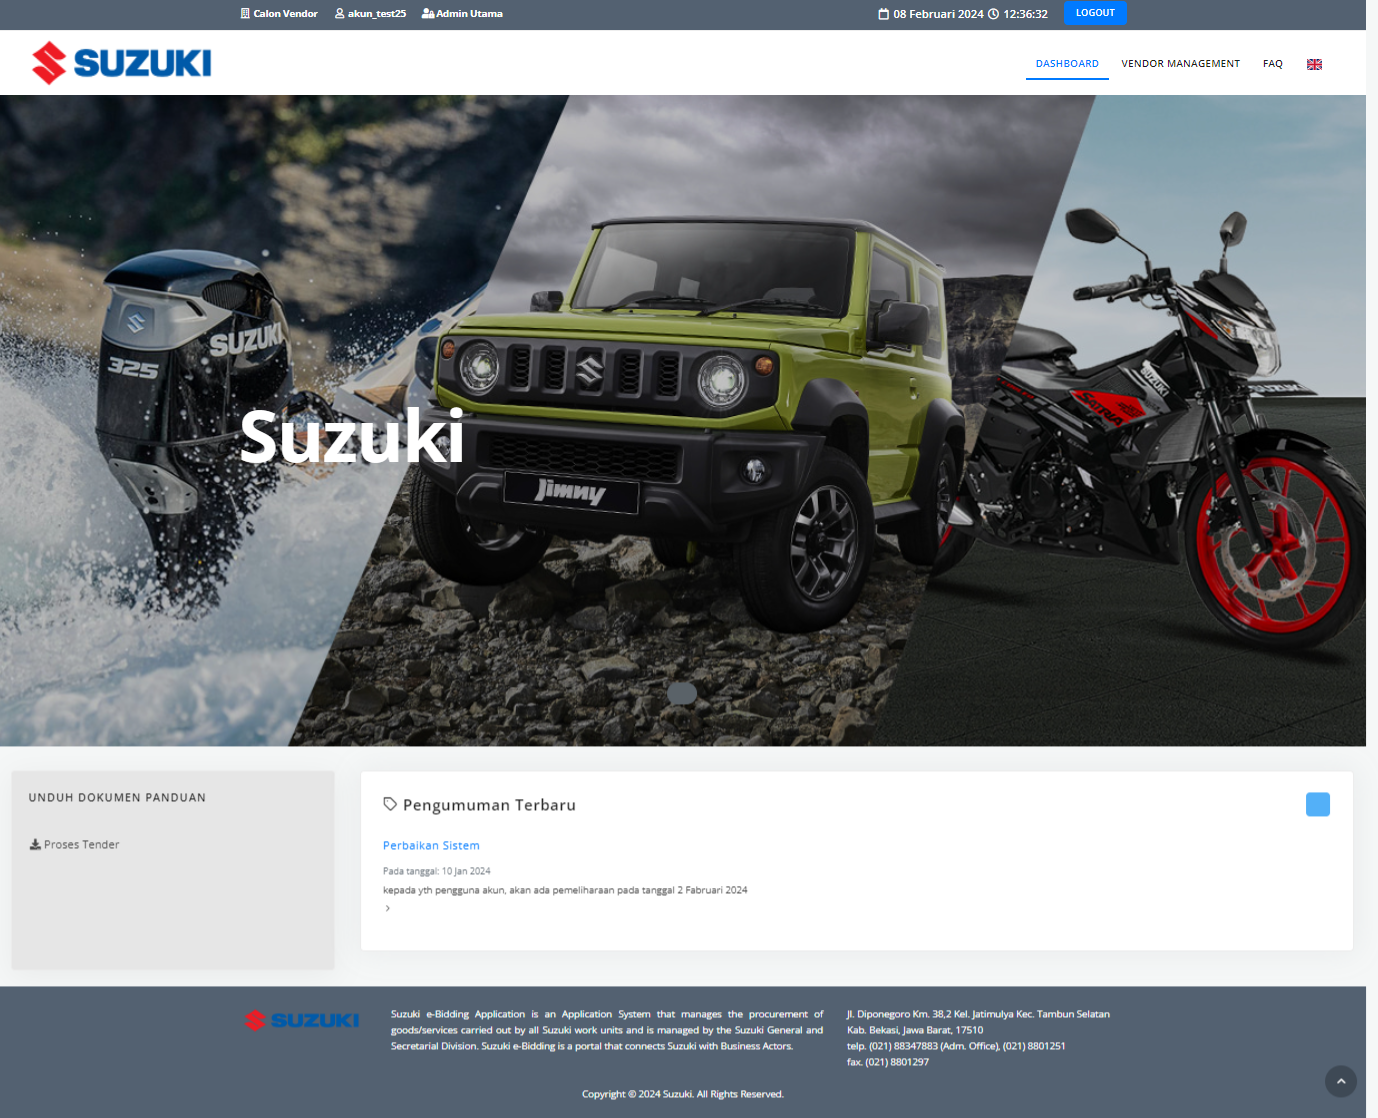 Calon Vendor akun_test25 Admin Utama 08 Februari 2024 12:36:32 LOGOUT
SUZUKI DASHBOARD VENDOR MANAGEMENT FAQ
SUZUKI
325
Suzuki
Jimny
SUZUKI
SATRIA
UNDUH DOKUMEN PANDUAN
Proses Tender
Pengumuman Terbaru
Perbaikan Sistem
Pada tanggal: 10 Jan 2024
kepada yth pengguna akun, akan ada pemeliharaan pada tanggal 2 Fabruari 2024
SUZUKI
Suzuki e-Bidding Application is an Application System that manages the procurement of
goods/services carried out by all Suzuki work units and is managed by the Suzuki General and
Secretarial Division. Suzuki e-Bidding is a portal that connects Suzuki with Business Actors.
Jl. Diponegoro Km. 38,2 Kel. Jatimulya Kec. Tambun Selatan
Kab. Bekasi, Jawa Barat, 17510
telp. (021) 88347883 (Adm. Office), (021) 8801251
fax. (021) 8801297
Copyright © 2024 Suzuki. All Rights Reserved.